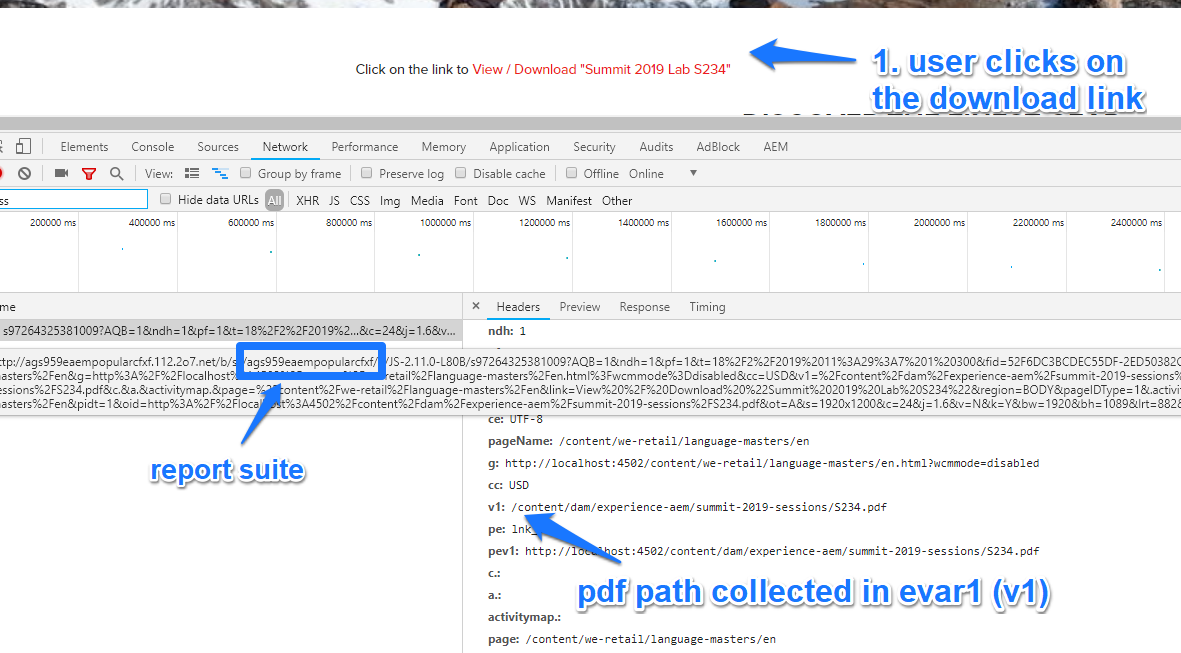 Click on the link to View / Download "Summit 2019 Lab S234"
1. user clicks on
the download link
Elements Console Sources Network Performance Memory Application Security Audits AdBlock AEM
View: Group by frame Preserve log Disable cache Offline Online
ss Hide data URLs All XHR JS CSS Img Media Font Doc WS Manifest Other
200000 ms 400000 ms 600000 ms 800000 ms 1000000 ms 1200000 ms 1400000 ms 1600000 ms 1800000 ms 2000000 ms 2200000 ms 2400000 ms
me × Headers Preview Response Timing
s97264325381009?AQB=1&ndh=1&pf=1&t=18%2F2%2F2019%2...&c=24&j=1.6&v...
ndh: 1
ttp://ags959eaempopularcfxf.112.2o7.net/b/s /ags959eaempopularcfxf/ /JS-2.11.0-L80B/s97264325381009?AQB=1&ndh=1&pf=1&t=18%2F2%2F2019%2011%3A29%3A7%201%20300&fid=52F6DC3BCDEC55DF-2ED50382C
masters%2Fen&g=http%3A%2F%2Flocalhost retail%2Flanguage-masters%2Fen.html%3Fwcmmode%3Ddisabled&cc=USD&v1=%2Fcontent%2Fdam%2Fexperience-aem%2Fsummit-2019-sessions%
sessions%2FS234.pdf&c.&a.&activitymap.&page=%2Fcontent%2Fwe-retail%2Flanguage-masters%2Fen&link=View%20%2F%20Download%20%22Summit%202019%20Lab%20S234%22&region=BODY&pageIDType=1&.activi
masters%2Fen&pidt=1&oid=http%3A%2F%2Flocalhost%3A4502%2Fcontent%2Fdam%2Fexperience-aem%2Fsummit-2019-sessions%2FS234.pdf&ot=A&s=1920x1200&c=24&j=1.6&v=N&k=Y&bw=1920&bh=1089&lrt=882&
ce: UTF-8
pageName: /content/we-retail/language-masters/en
report suite
g: http://localhost:4502/content/we-retail/language-masters/en.html?wcmmode=disabled
cc: USD
v1: /content/dam/experience-aem/summit-2019-sessions/S234.pdf
pe: lnk_
pev1: http://localhost:4502/content/dam/experience-aem/summit-2019-sessions/S234.pdf
c.:
pdf path collected in evar1 (v1)
a.:
activitymap.:
page: /content/we-retail/language-masters/en